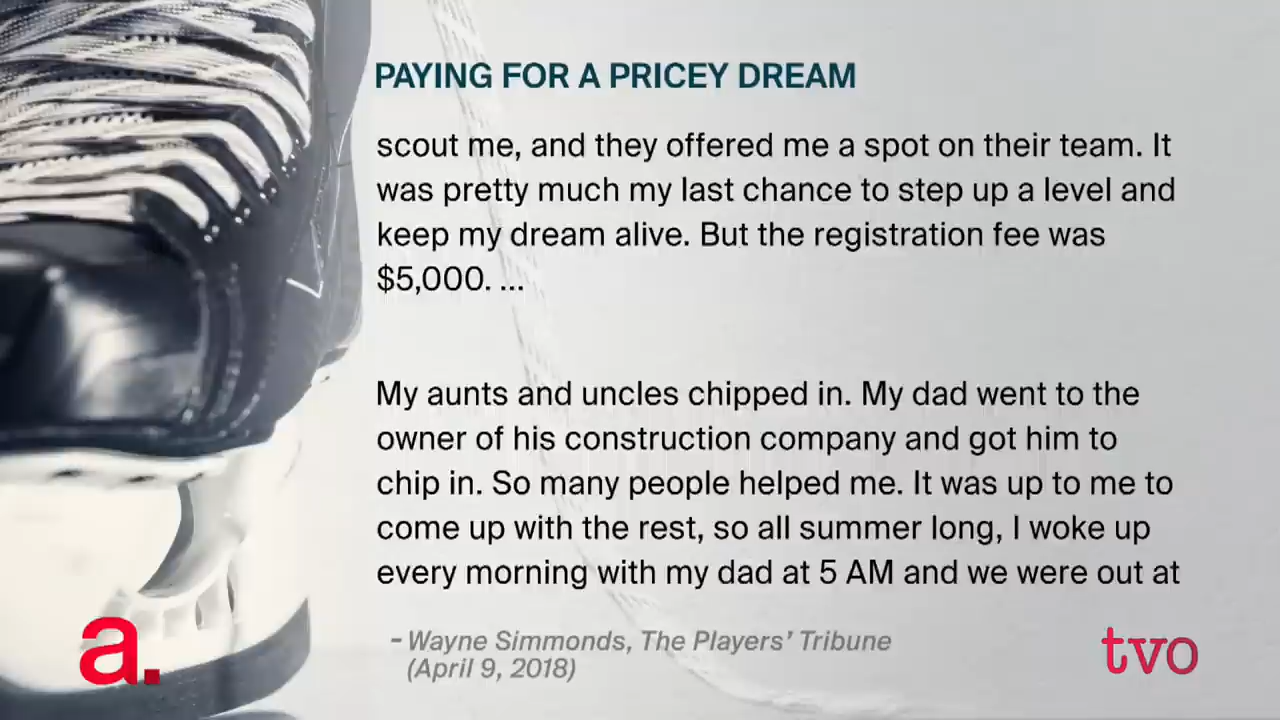 PAYING FOR A PRICEY DREAM
scout me, and they offered me a spot on their team. It
was pretty much my last chance to step up a level and
keep my dream alive. But the registration fee was
$5,000. ...
My aunts and uncles chipped in. My dad went to the
owner of his construction company and got him to
chip in. So many people helped me. It was up to me to
come up with the rest, so all summer long, I woke up
every morning with my dad at 5 AM and we were out at
– Wayne Simmonds, The Players' Tribune
(April 9, 2018)
a.
tvo